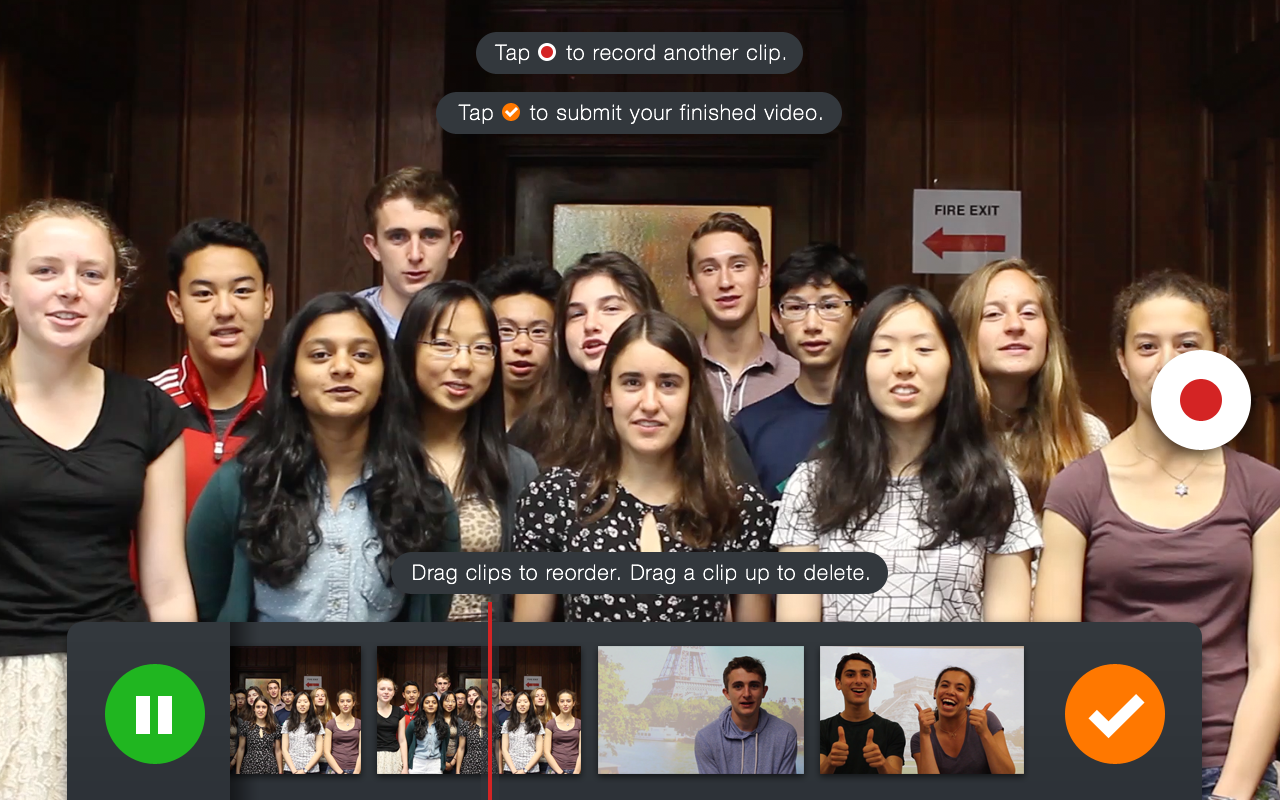 Tap to record another clip.
Tap to submit your finished video.
FIRE EXIT
Drag clips to reorder. Drag a clip up to delete.